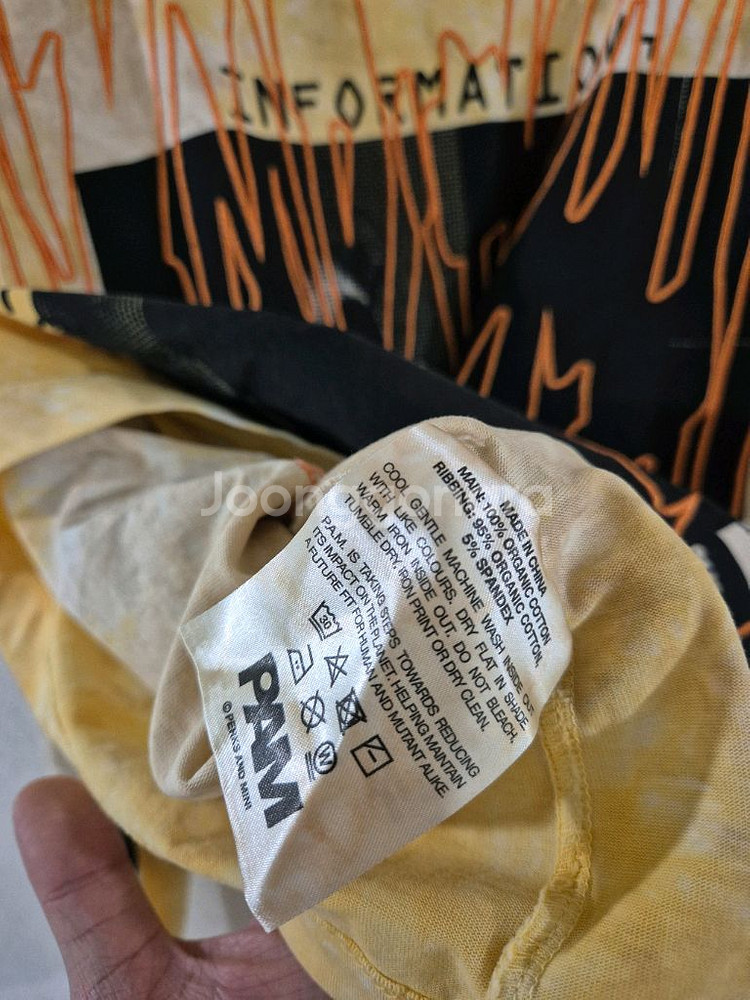 INFORMATION
Joongonara
MADE IN CHINA
MAIN: 100% ORGANIC COTTON
RIBBING: 95% ORGANIC COTTON,
5% SPANDEX
COOL GENTLE MACHINE WASH INSIDE OUT
WITH LIKE COLOURS. DRY FLAT IN SHADE.
WARM IRON INSIDE OUT. DO NOT BLEACH,
TUMBLE DRY, IRON PRINT OR DRY CLEAN.
P.A.M. IS TAKING STEPS TOWARDS REDUCING
ITS IMPACT ON THE PLANET. HELPING MAINTAIN
A FUTURE FIT FOR HUMAN AND MUTANT ALIKE.
30
W
PAM
© PERKS AND MINI